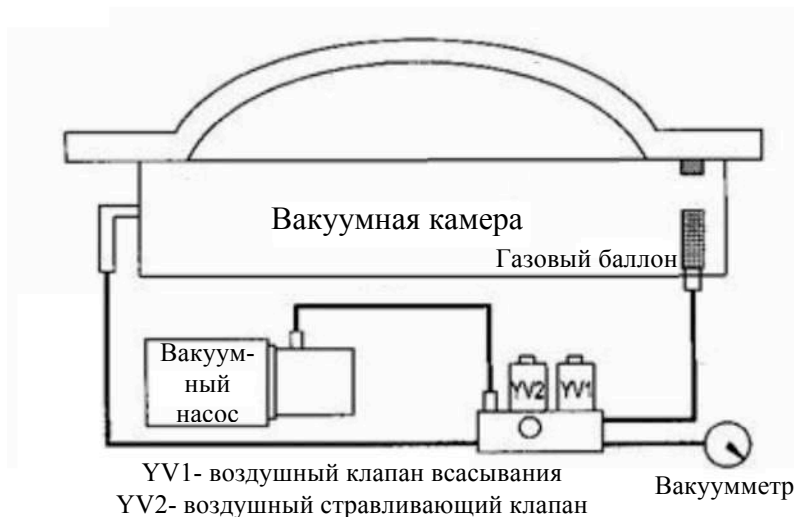 Вакуумная камера
Газовый баллон
Вакуум-
ный
насос
YV2 YV1
YV1- воздушный клапан всасывания
YV2- воздушный стравливающий клапан
Вакуумметр